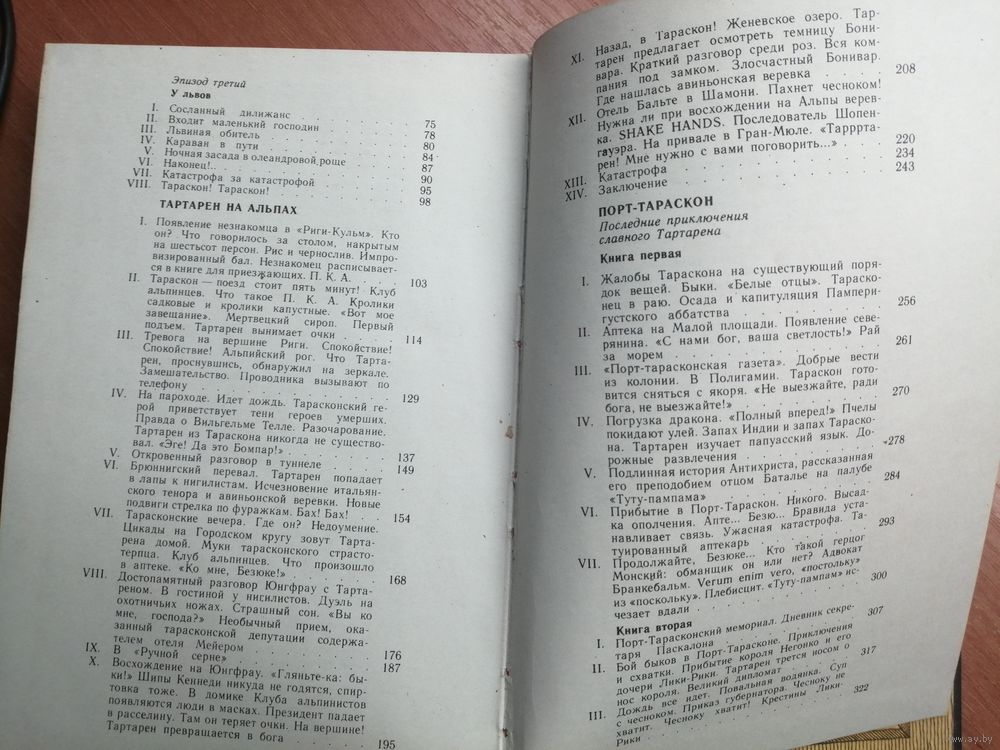 Эпизод третий
У львов
I. Сосланный дилижанс . . . . . . . . 75
II. Входит маленький господин . . . . . . . 78
III. Львиная обитель . . . . . . . 80
IV. Караван в пути . . . . . . . 84
V. Ночная засада в олеандровой роще . . . . 87
VI. Наконец!. . . . . . . . . 90
VII. Катастрофа за катастрофой . . . . . . 95
VIII. Тараскон! Тараскон! . . . . . . . 98
ТАРТАРЕН НА АЛЬПАХ
I. Появление незнакомца в «Риги-Кульм». Кто
он? Что говорилось за столом, накрытым
на шестьсот персон. Рис и чернослив. Импро-
визированный бал. Незнакомец расписывает-
ся в книге для приезжающих. П. К. А. . . . 103
II. Тараскон — поезд стоит пять минут! Клуб
альпинцев. Что такое П. К. А. Кролики
садковые и кролики капустные. «Вот мое
завещание». Мертвецкий сироп. Первый
подъем. Тартарен вынимает очки . . . . 114
III. Тревога на вершине Риги. Спокойствие!
Спокойствие! Альпийский рог. Что Тарта-
рен, проснувшись, обнаружил на зеркале.
Замешательство. Проводника вызывают по
телефону . . . . . . . . . 129
IV. На пароходе. Идет дождь. Тарасконский ге-
рой приветствует тени героев умерших.
Правда о Вильгельме Телле. Разочарование.
Тартарен из Тараскона никогда не существо-
вал. «Эге! Да это Бомпар!» . . . . . 137
V. Откровенный разговор в туннеле . . . . 149
VI. Брюннигский перевал. Тартарен попадает
в лапы к нигилистам. Исчезновение итальян-
ского тенора и авиньонской веревки. Новые
подвиги стрелка по фуражкам. Бах! Бах! . . . 154
VII. Тарасконские вечера. Где он? Недоумение.
Цикады на Городском кругу зовут Тарта-
рена домой. Муки тарасконского страсто-
терпца. Клуб альпинцев. Что произошло
в аптеке. «Ко мне, Безюке!» . . . . . 168
VIII. Достопамятный разговор Юнгфрау с Тарта-
реном. В гостиной у нигилистов. Дуэль на
охотничьих ножах. Страшный сон. «Вы ко
мне, господа?» Необычный прием, ока-
занный тарасконской депутации содержа-
телем отеля Мейером . . . . . . 176
IX. В «Ручной серне» . . . . . . . 187
X. Восхождение на Юнгфрау. «Гляньте-ка: бы-
ки!» Шипы Кеннеди никуда не годятся, спир-
товка тоже. В домике Клуба альпинистов
появляются люди в масках. Президент падает
в расселину. Там он теряет очки. На вершине!
Тартарен превращается в бога . . . . 195
XI. Назад, в Тараскон! Женевское озеро. Тар-
тарен предлагает осмотреть темницу Бони-
вара. Краткий разговор среди роз. Вся ком-
пания под замком. Злосчастный Бонивар.
Где нашлась авиньонская веревка . . . . 208
XII. Отель Бальте в Шамони. Пахнет чесноком!
Нужна ли при восхождении на Альпы верев-
ка. SHAKE HANDS. Последователь Шопен-
гауэра. На привале в Гран-Мюле. «Таррртa-
рен! Мне нужно с вами поговорить...» . . . 220
XIII. Катастрофа . . . . . . . . 234
XIV. Заключение . . . . . . . . 243
ПОРТ-ТАРАСКОН
Последние приключения
славного Тартарена
Книга первая
I. Жалобы Тараскона на существующий поря-
док вещей. Быки. «Белые отцы». Тараско-
нец в раю. Осада и капитуляция Памперигу-
стского аббатства . . . . . . . 256
II. Аптека на Малой площади. Появление севе-
рянина. «С нами бог, ваша светлость!» Рай
за морем . . . . . . . . . 261
III. «Порт-тарасконская газета». Добрые вести
из колонии. В Полигамии. Тараскон гото-
вится сняться с якоря. «Не выезжайте, ради
бога, не выезжайте!» . . . . . . 270
IV. Погрузка дракона. «Полный вперед!» Пчелы
покидают улей. Запах Индии и запах Тараско-
на. Тартарен изучает папуасский язык. До-
рожные развлечения . . . . . . 278
V. Подлинная история Антихриста, рассказанная
его преподобием отцом Баталье на палубе
«Туту-пампама» . . . . . . . 284
VI. Прибытие в Порт-Тараскон. Никого. Высад-
ка ополчения. Апте... Безю... Бравида уста-
навливает связь. Ужасная катастрофа. Та-
туированный аптекарь . . . . . . 293
VII. Продолжайте, Безюке... Кто такой герцог
Монский: обманщик он или нет? Адвокат
Бранкебальм. Verum enim vero, «постольку»
из «поскольку». Плебисцит. «Туту-пампам» ис-
чезает вдали . . . . . . . . 300
Книга вторая
I. Порт-Тарасконский мемориал. Дневник секре-
таря Паскалона . . . . . . . 307
II. Бой быков в Порт-Тарасконе. Приключения
и схватки. Прибытие короля Негонко и его
дочери Лики-Рики. Тартарен трется носом о
нос короля. Великий дипломат . . . . 317
III. Дождь все идет. Повальная водянка. Суп
с чесноком. Приказ губернатора. Чесноку не
хватит. Чесноку хватит! Крестины Лики-
Рики . . . . . . . . . 322